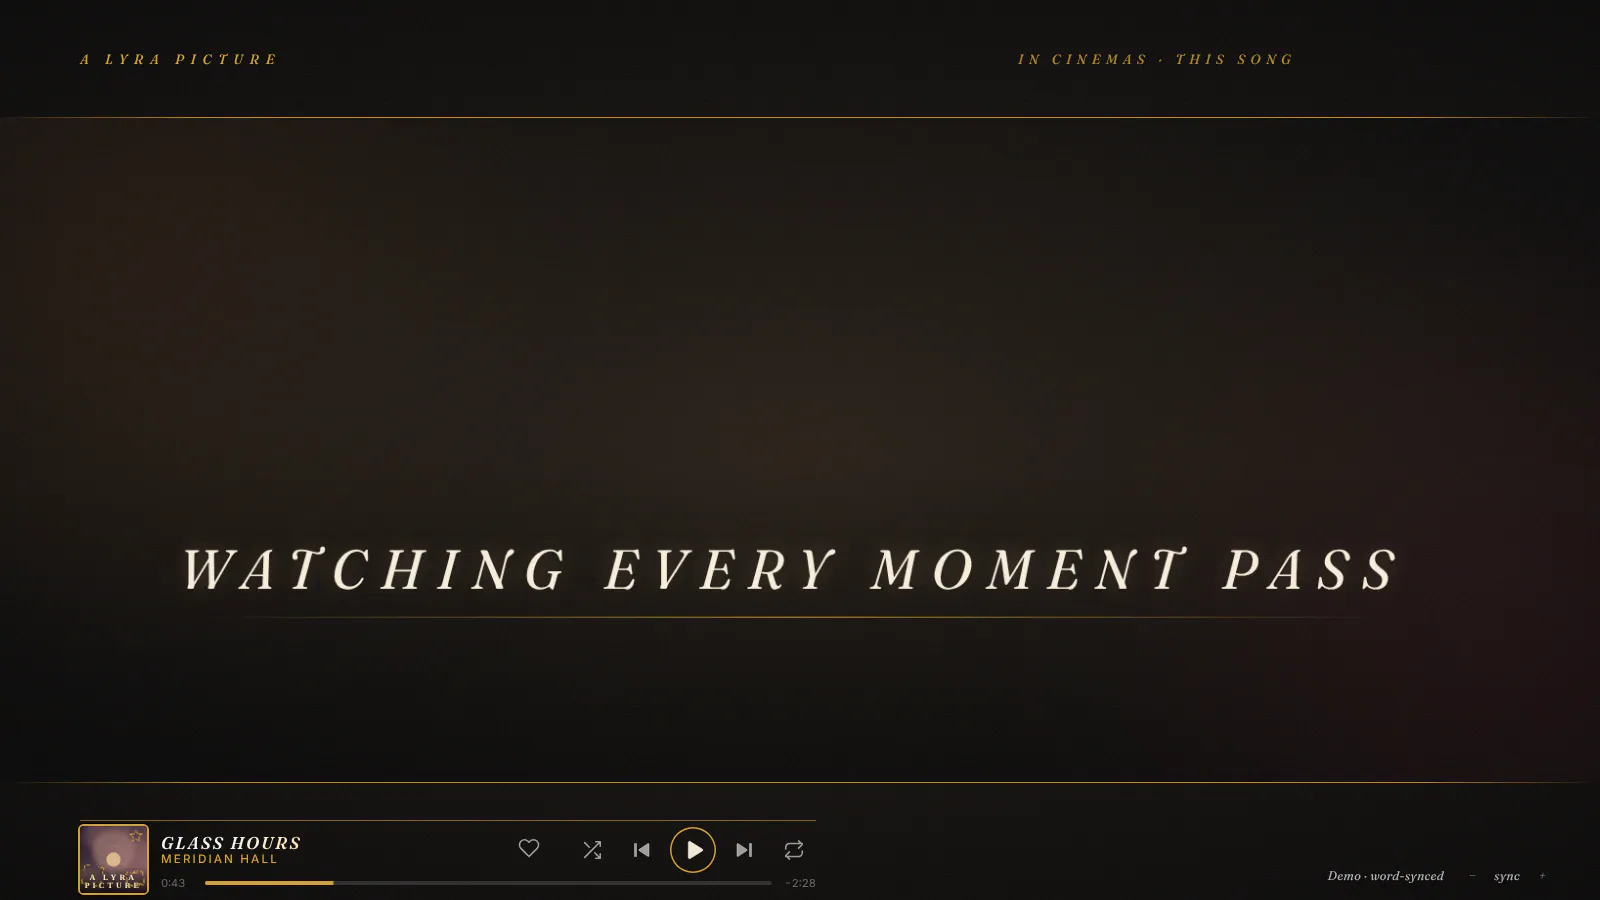 A LYRA PICTURE
IN CINEMAS · THIS SONG
WATCHING EVERY MOMENT PASS
GLASS HOURS
MERIDIAN HALL
A LYRA
PICTURE
0:43
-2:28
Demo · word-synced − sync +